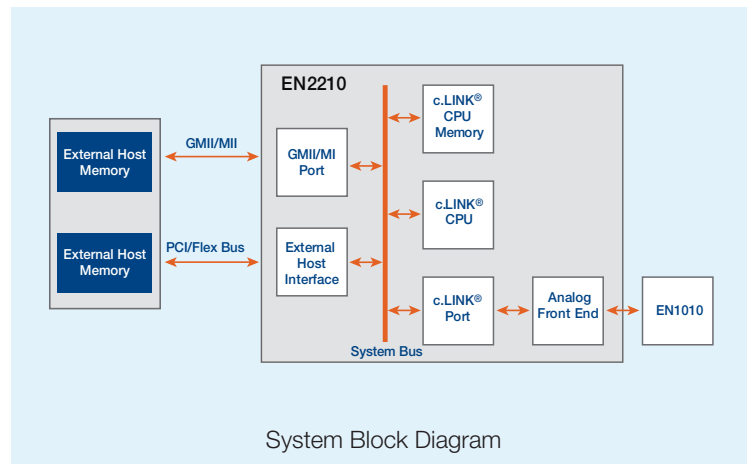 EN2210
c.LINK®
CPU
Memory
GMII/MII
External Host
Memory
GMII/MI
Port
c.LINK®
CPU
PCI/Flex Bus
External Host
Memory
External
Host
Interface
c.LINK®
Port
Analog
Front End
EN1010
System Bus
System Block Diagram